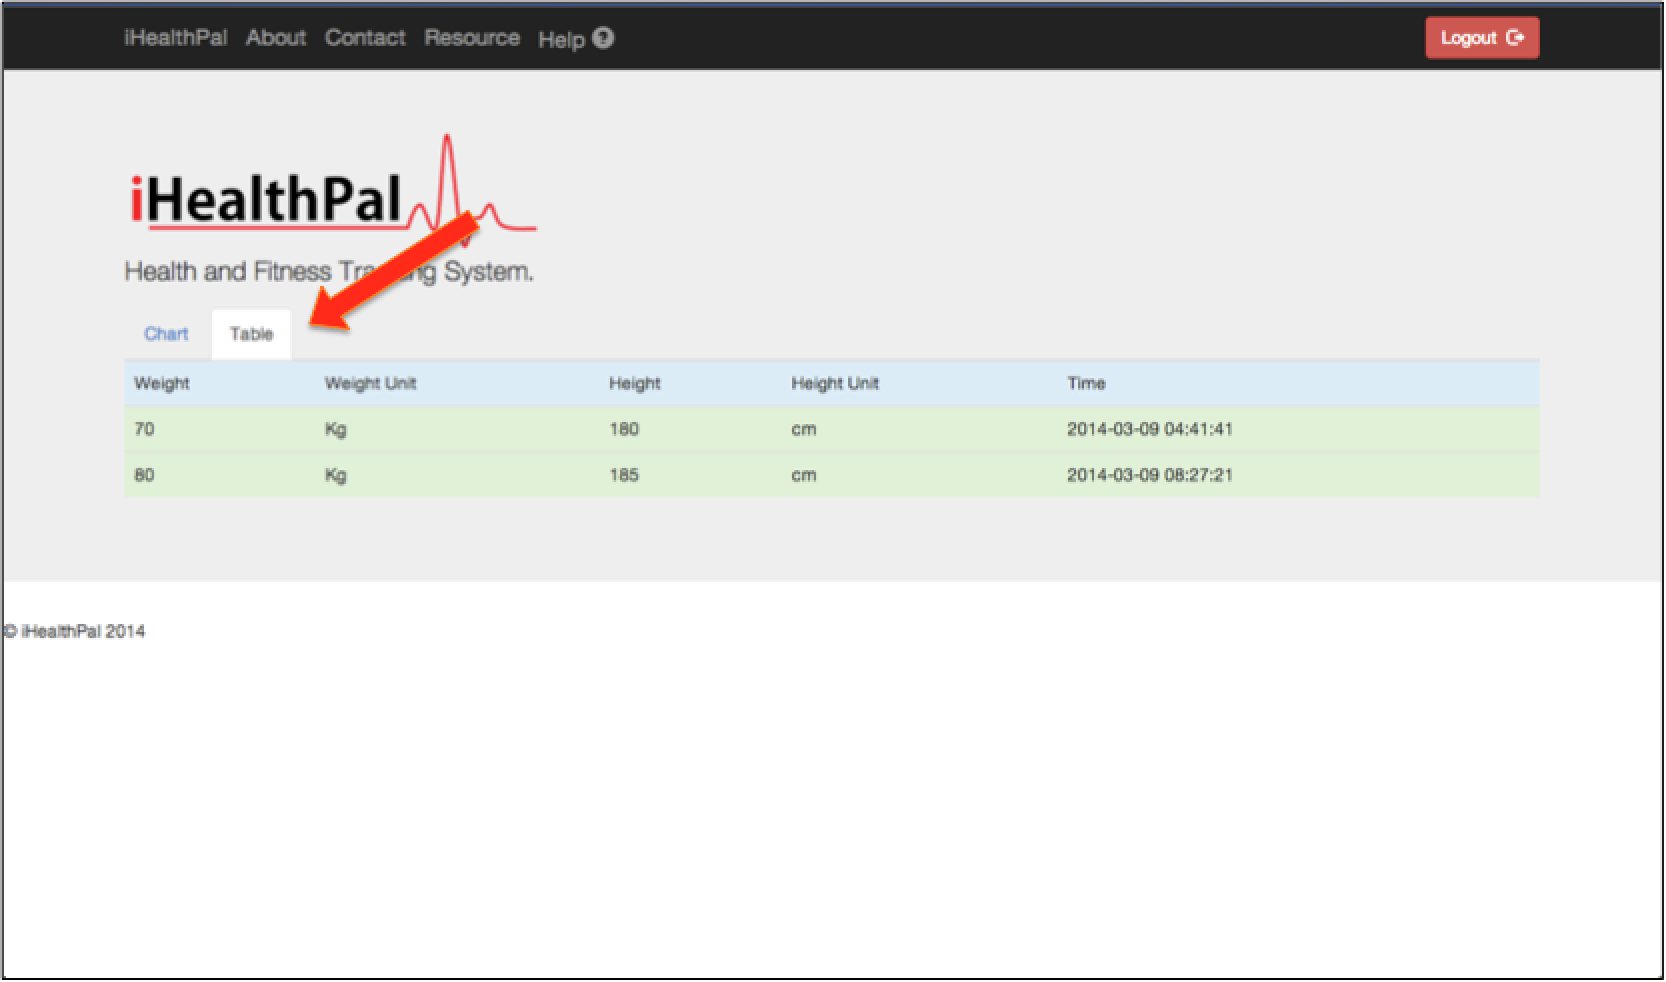 iHealthPal About Contact Resource Help ? Logout
iHealthPal
Health and Fitness System.
Chart Table
Weight Weight Unit Height Height Unit Time
70 Kg 180 cm 2014-03-09 04:41:41
80 Kg 185 cm 2014-03-09 08:27:21
© iHealthPal 2014